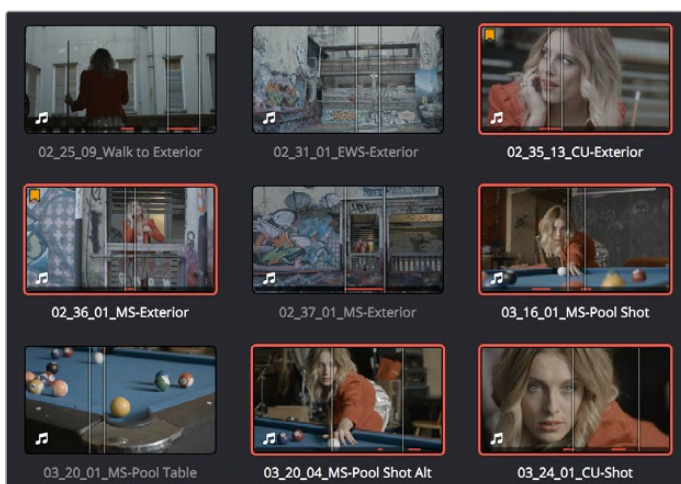 02_25_09_Walk to Exterior
02_31_01_EWS-Exterior
02_35_13_CU-Exterior
02_36_01_MS-Exterior
02_37_01_MS-Exterior
03_16_01_MS-Pool Shot
03_20_01_MS-Pool Table
03_20_04_MS-Pool Shot Alt
03_24_01_CU-Shot